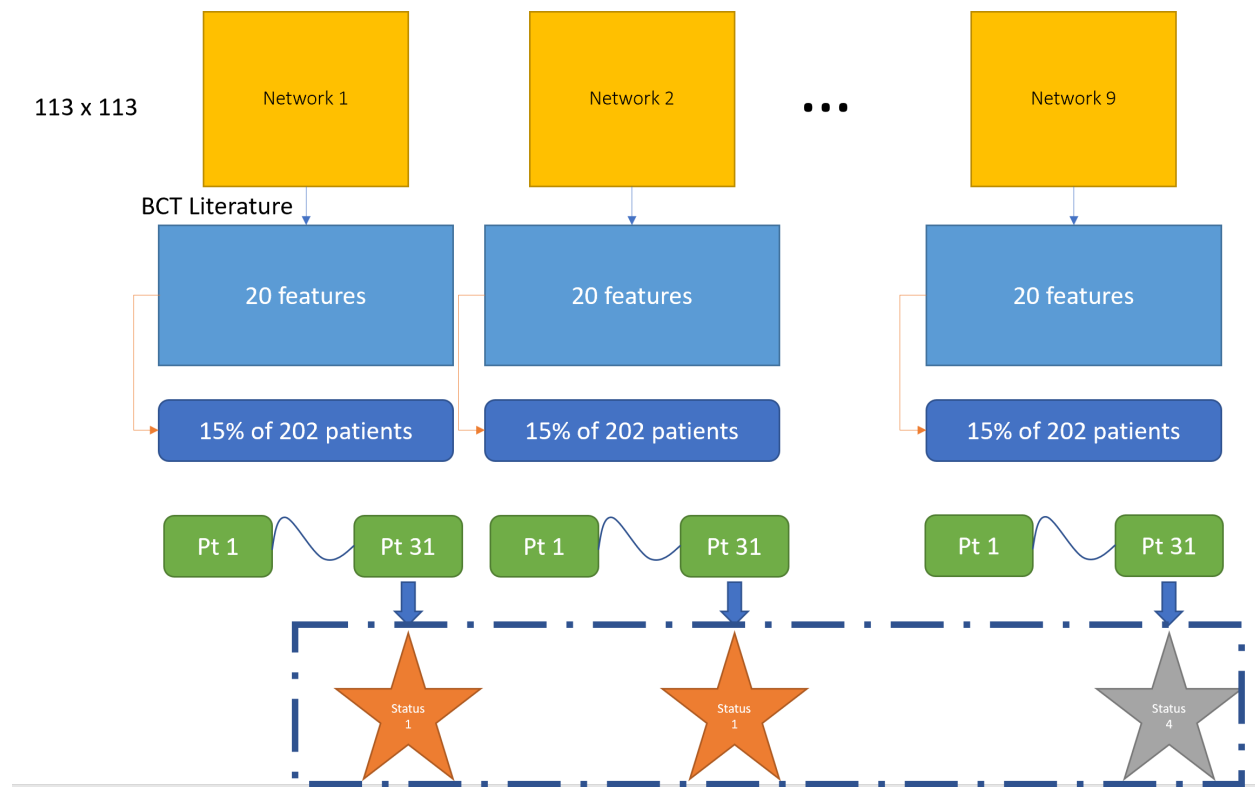 Network 1
Network 2
...
Network 9
113 x 113
BCT Literature
20 features
20 features
20 features
15% of 202 patients
15% of 202 patients
15% of 202 patients
Pt 1
Pt 31
Pt 1
Pt 31
Pt 1
Pt 31
Status
1
Status
1
Status
4